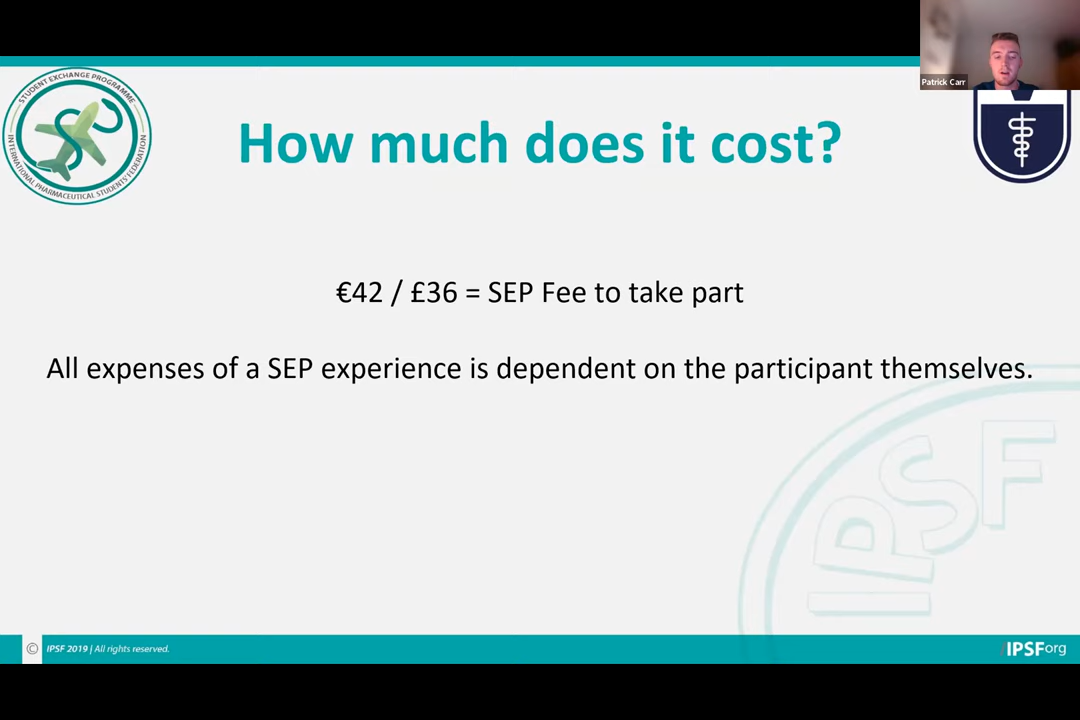 Patrick Carr
STUDENT EXCHANGE PROGRAMME
INTERNATIONAL PHARMACEUTICAL STUDENTS' FEDERATION
How much does it cost?
€42 / £36 = SEP Fee to take part
All expenses of a SEP experience is dependent on the participant themselves.
IPSF
© IPSF 2019 | All rights reserved.
/IPSForg